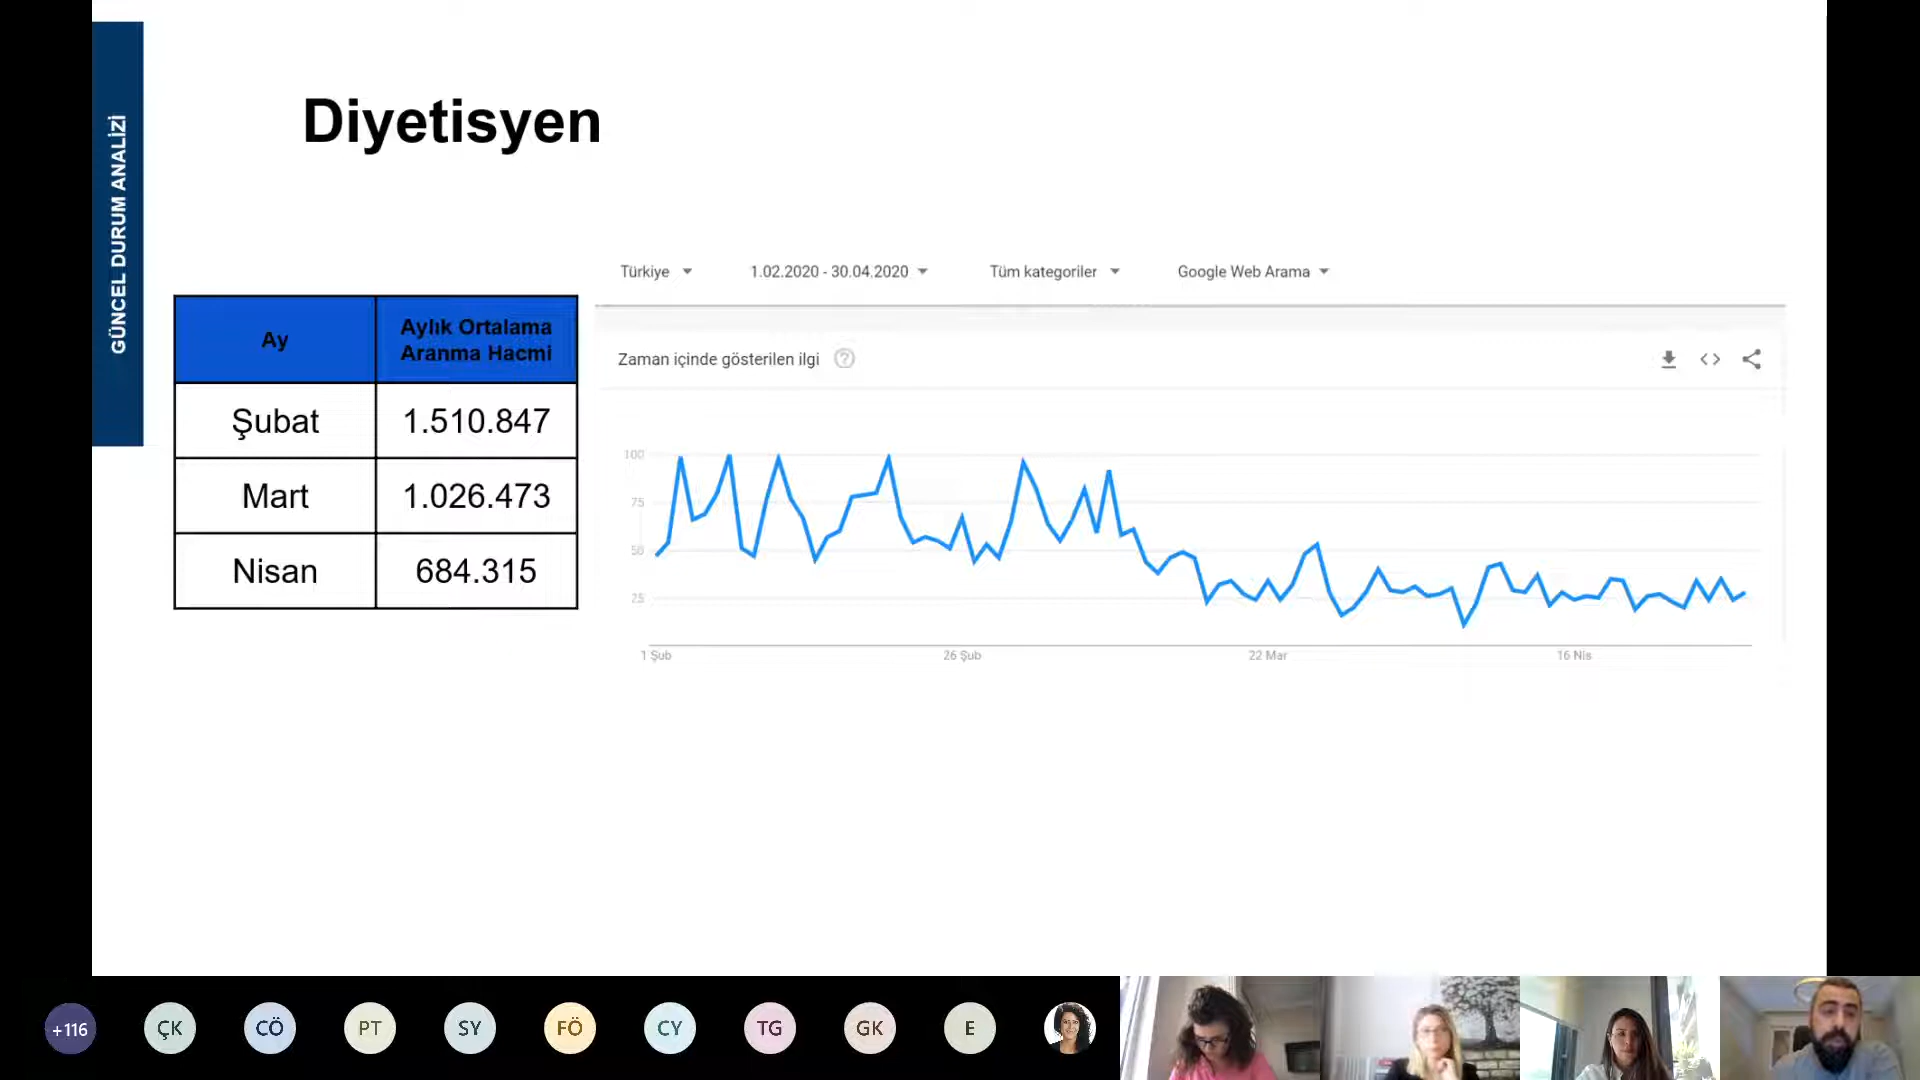 GÜNCEL DURUM ANALİZİ
Diyetisyen
Ay
Aylık Ortalama
Aranma Hacmi
Şubat
1.510.847
Mart
1.026.473
Nisan
684.315
Türkiye
1.02.2020 - 30.04.2020
Tüm kategoriler
Google Web Arama
Zaman içinde gösterilen ilgi
?
100
75
50
25
1 Şub
26 Şub
22 Mar
16 Nis
+116
ÇK
CÖ
PT
SY
FÖ
CY
TG
GK
E